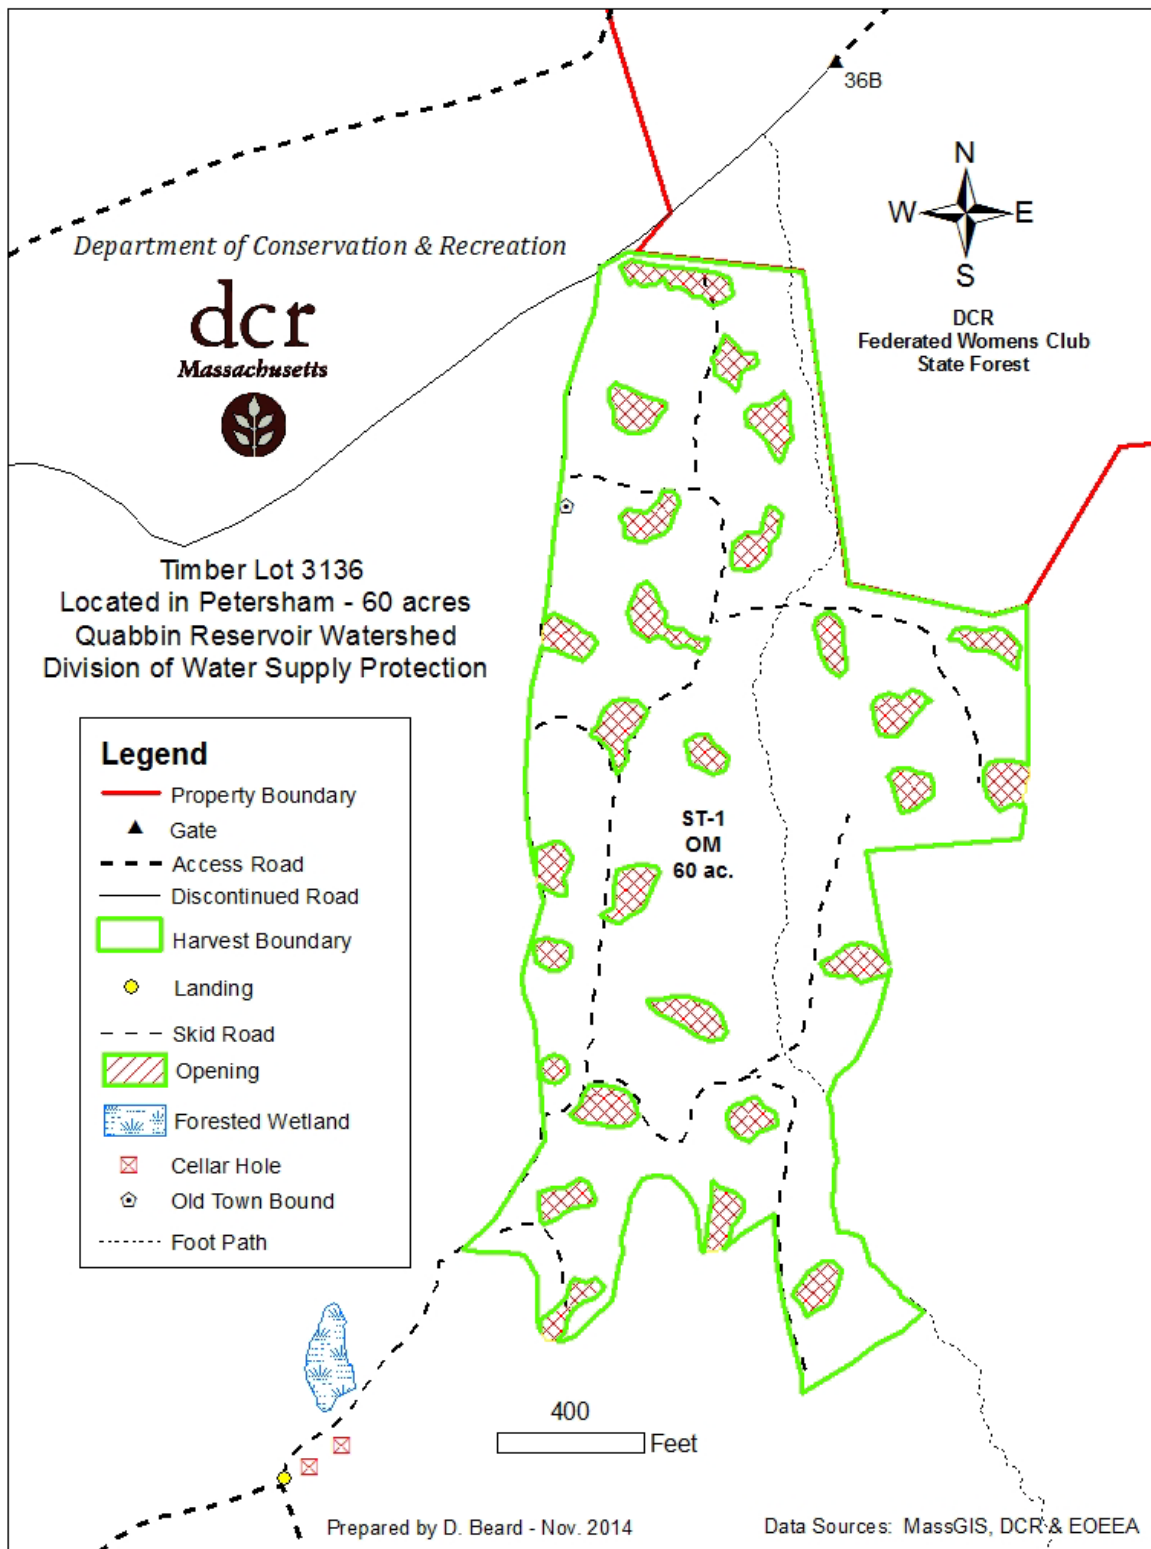 36B
N
W E
S
Department of Conservation & Recreation
dcr
Massachusetts
DCR
Federated Womens Club
State Forest
Timber Lot 3136
Located in Petersham - 60 acres
Quabbin Reservoir Watershed
Division of Water Supply Protection
Legend
Property Boundary
Gate
Access Road
Discontinued Road
Harvest Boundary
Landing
Skid Road
Opening
Forested Wetland
Cellar Hole
Old Town Bound
Foot Path
ST-1
OM
60 ac.
400
Feet
Prepared by D. Beard - Nov. 2014
Data Sources: MassGIS, DCR & EOEEA